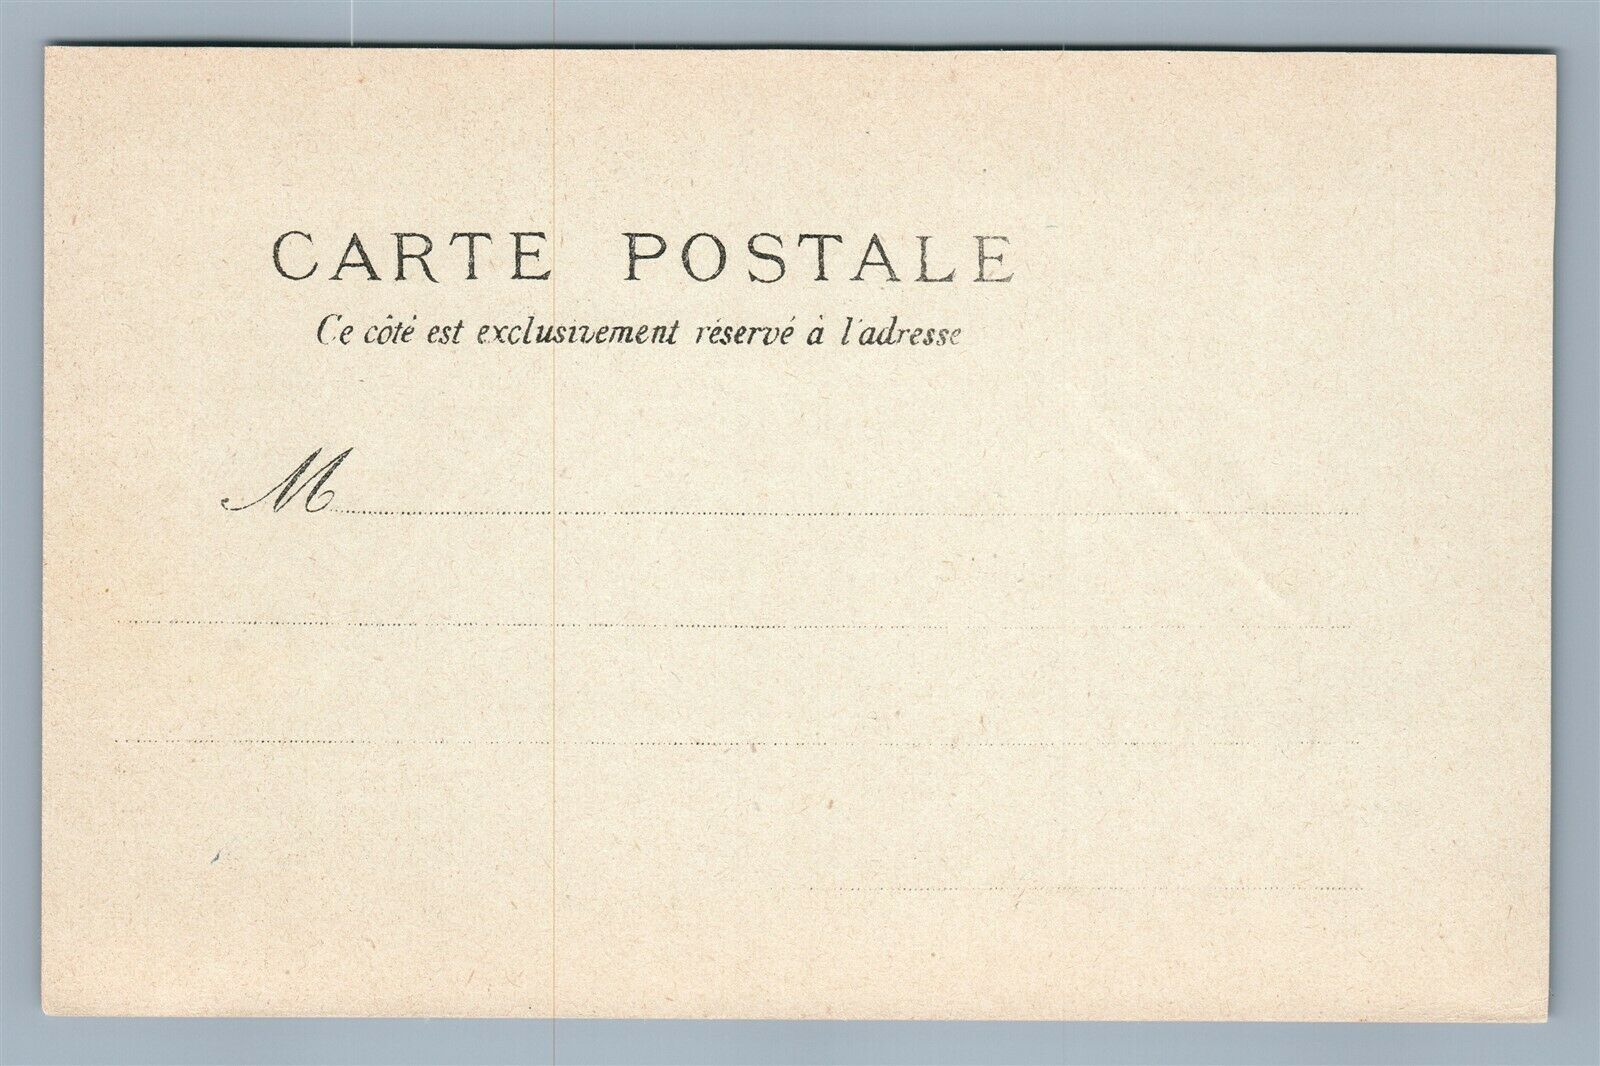 CARTE POSTALE
Ce côté est exclusivement réservé à l'adresse
M